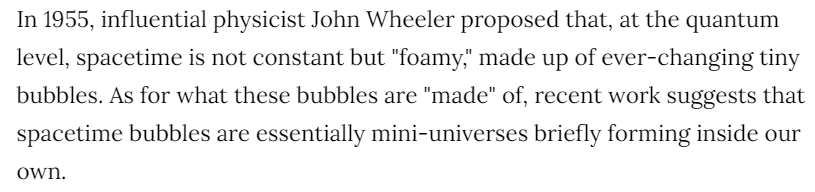 In 1955, influential physicist John Wheeler proposed that, at the quantum
level, spacetime is not constant but "foamy," made up of ever-changing tiny
bubbles. As for what these bubbles are "made" of, recent work suggests that
spacetime bubbles are essentially mini-universes briefly forming inside our
own.